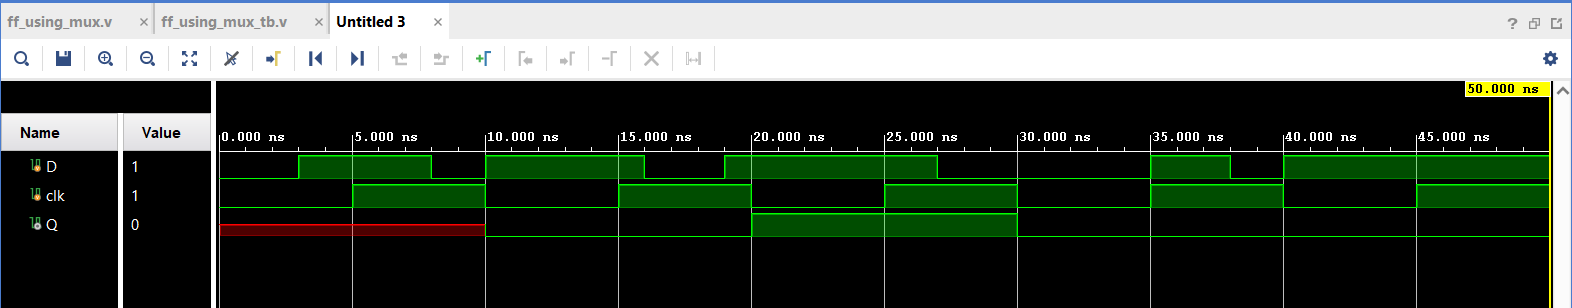 ff_using_mux.v × ff_using_mux_tb.v × Untitled 3 ×
?
50.000 ns
Name Value
0.000 ns 5.000 ns 10.000 ns 15.000 ns 20.000 ns 25.000 ns 30.000 ns 35.000 ns 40.000 ns 45.000 ns
D 1
clk 1
Q 0